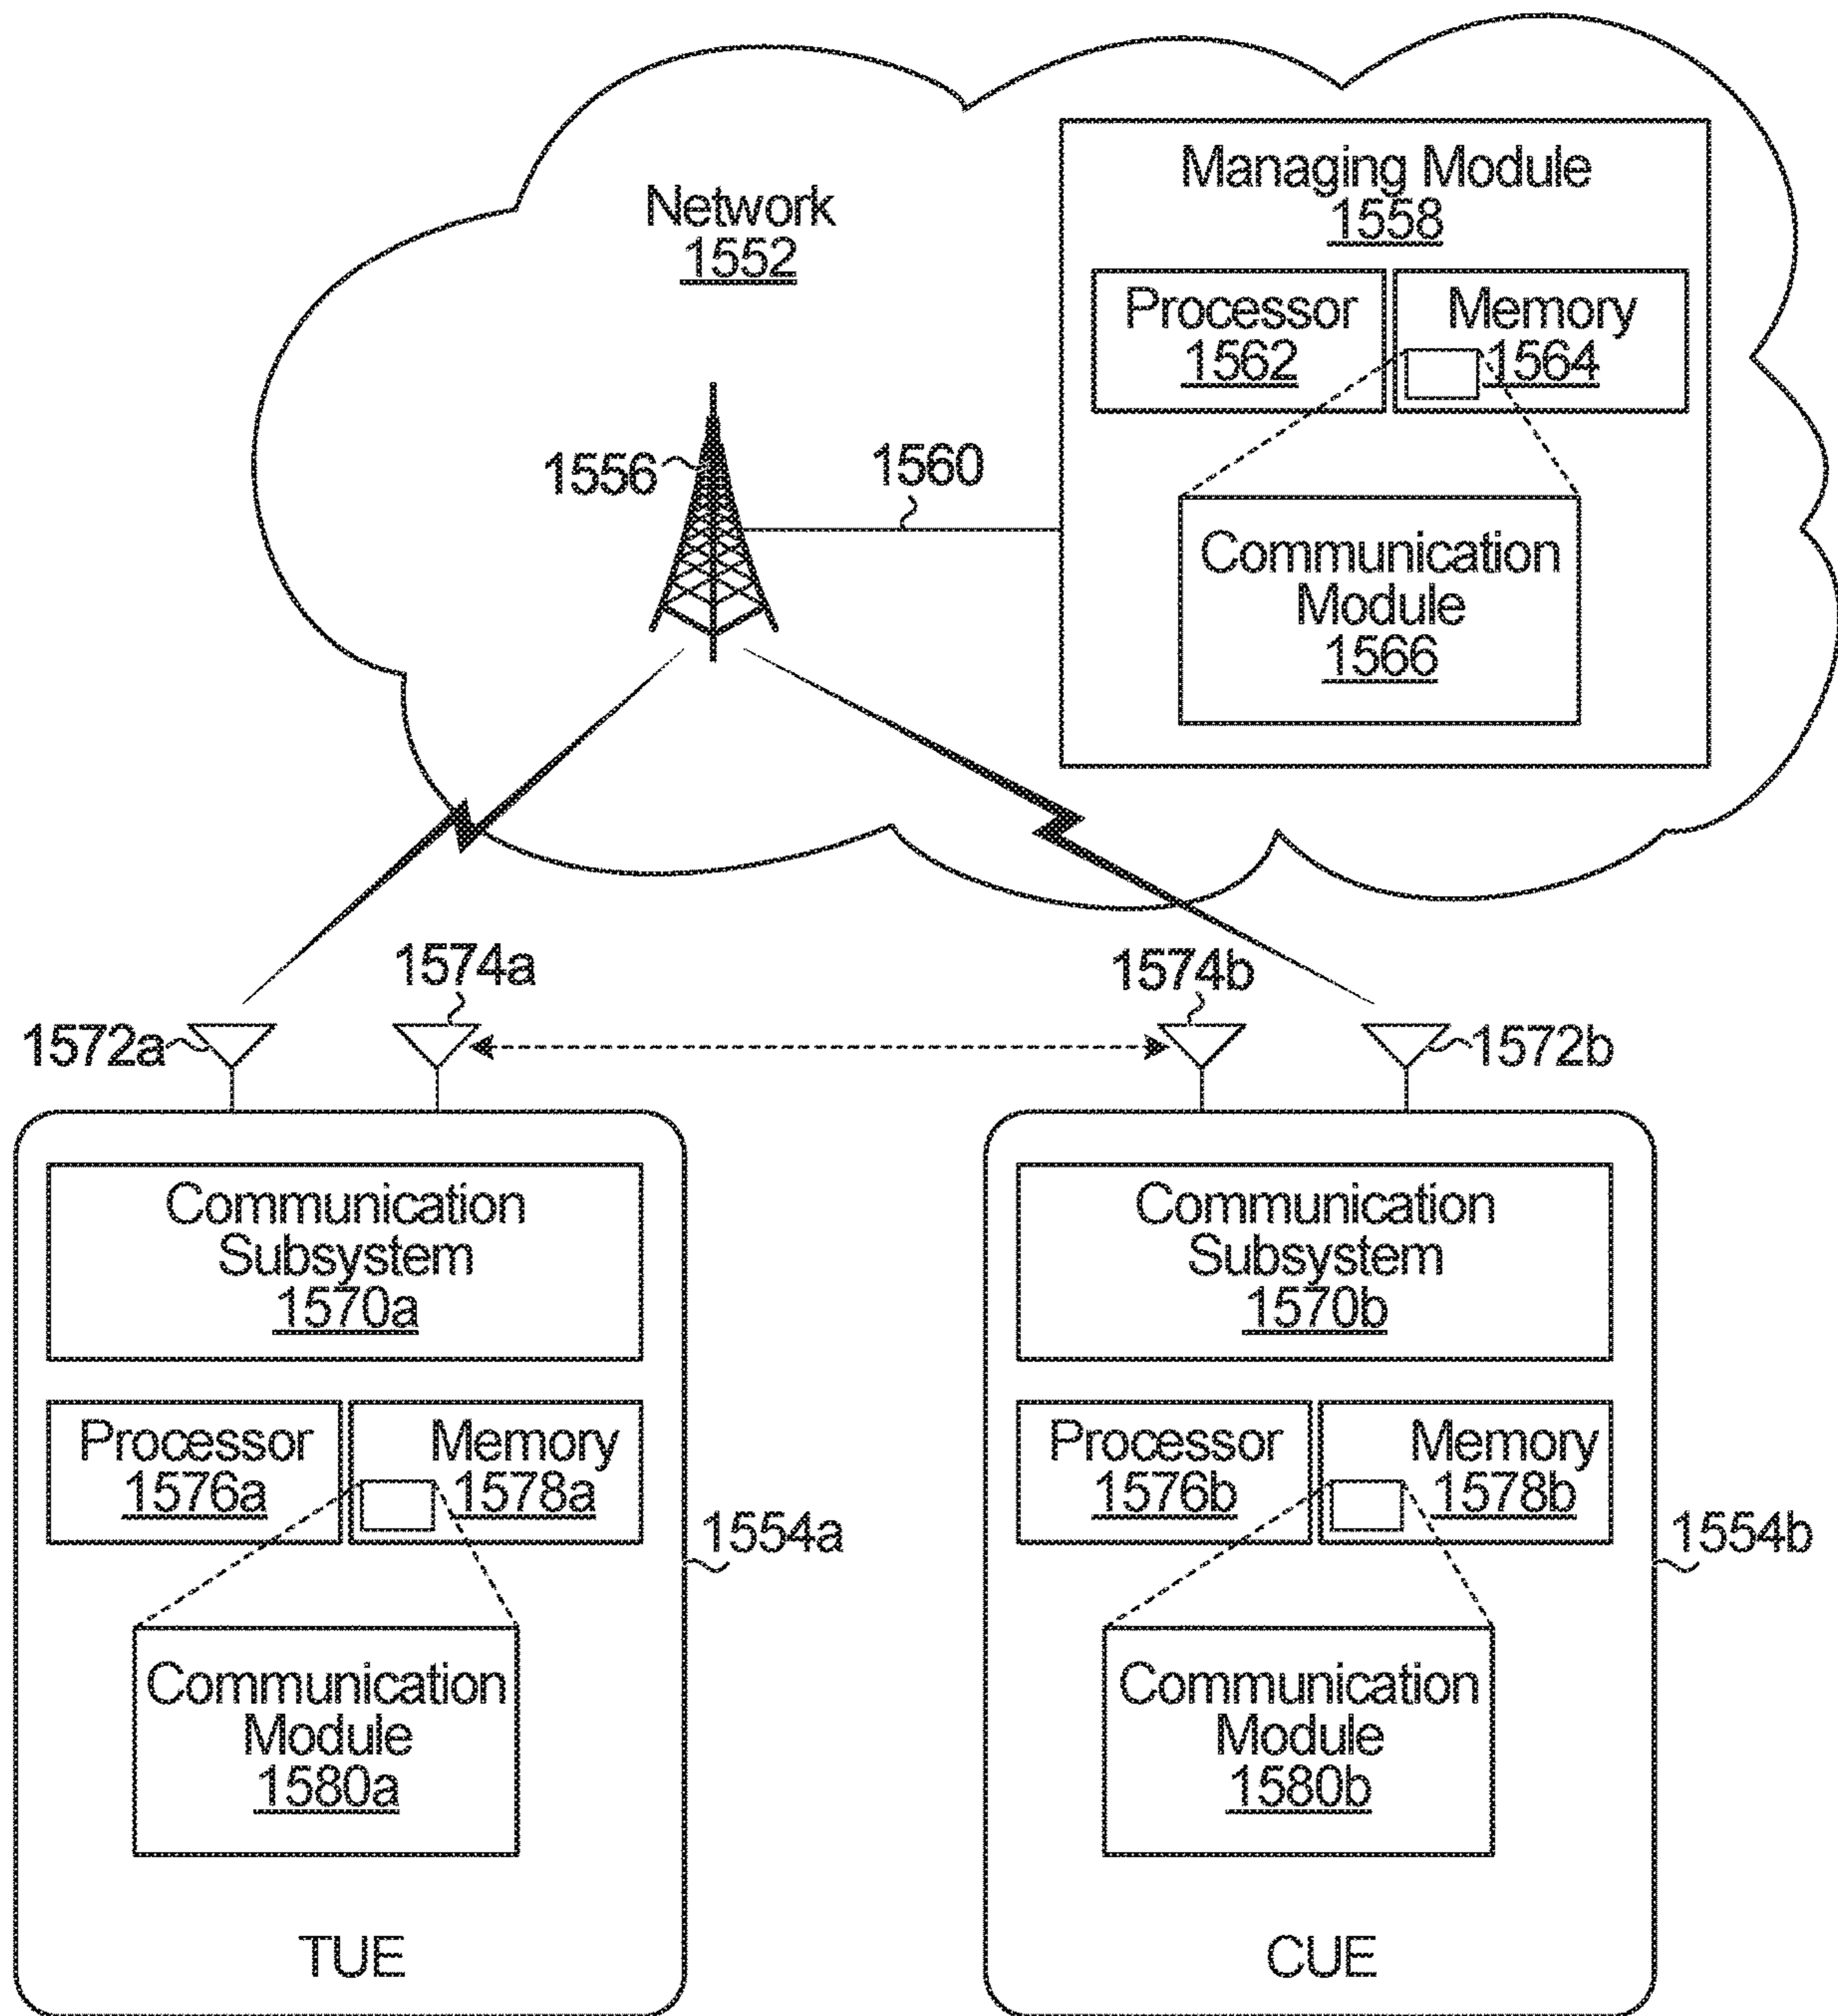 Network
1552
Managing Module
1558
Processor
1562
Memory
1564
1556
1560
Communication
Module
1566
1574a
1574b
1572a
1572b
Communication
Subsystem
1570a
Communication
Subsystem
1570b
Processor
1576a
Memory
1578a
Processor
1576b
Memory
1578b
1554a
1554b
Communication
Module
1580a
Communication
Module
1580b
TUE
CUE